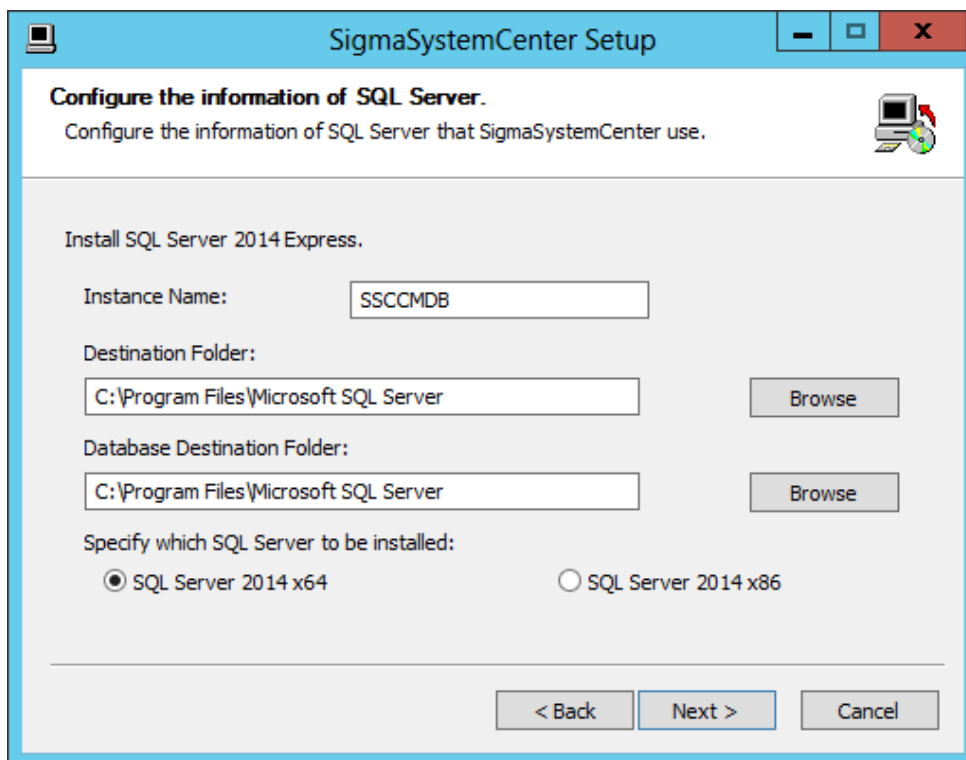 SigmaSystemCenter Setup
Configure the information of SQL Server.
Configure the information of SQL Server that SigmaSystemCenter use.
Install SQL Server 2014 Express.
Instance Name: SSCCMDB
Destination Folder:
C:\Program Files\Microsoft SQL Server Browse
Database Destination Folder:
C:\Program Files\Microsoft SQL Server Browse
Specify which SQL Server to be installed:
SQL Server 2014 x64 SQL Server 2014 x86
< Back Next > Cancel